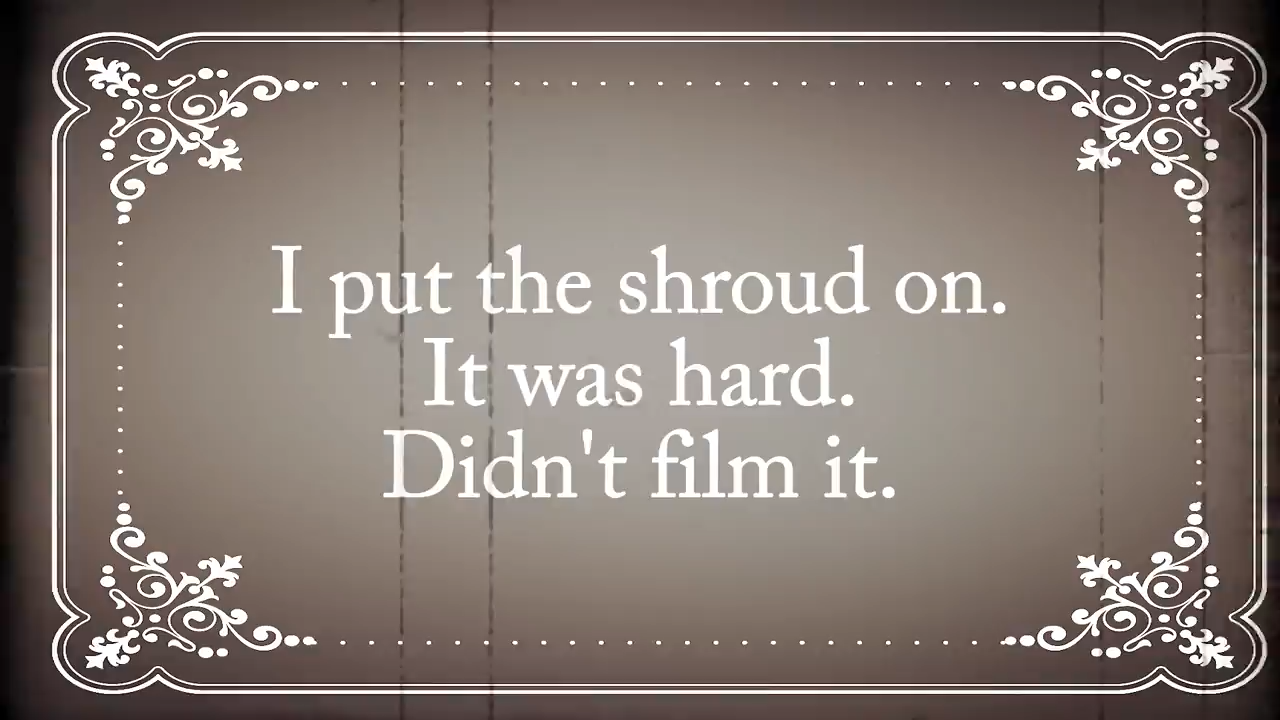 I put the shroud on.
It was hard.
Didn't film it.